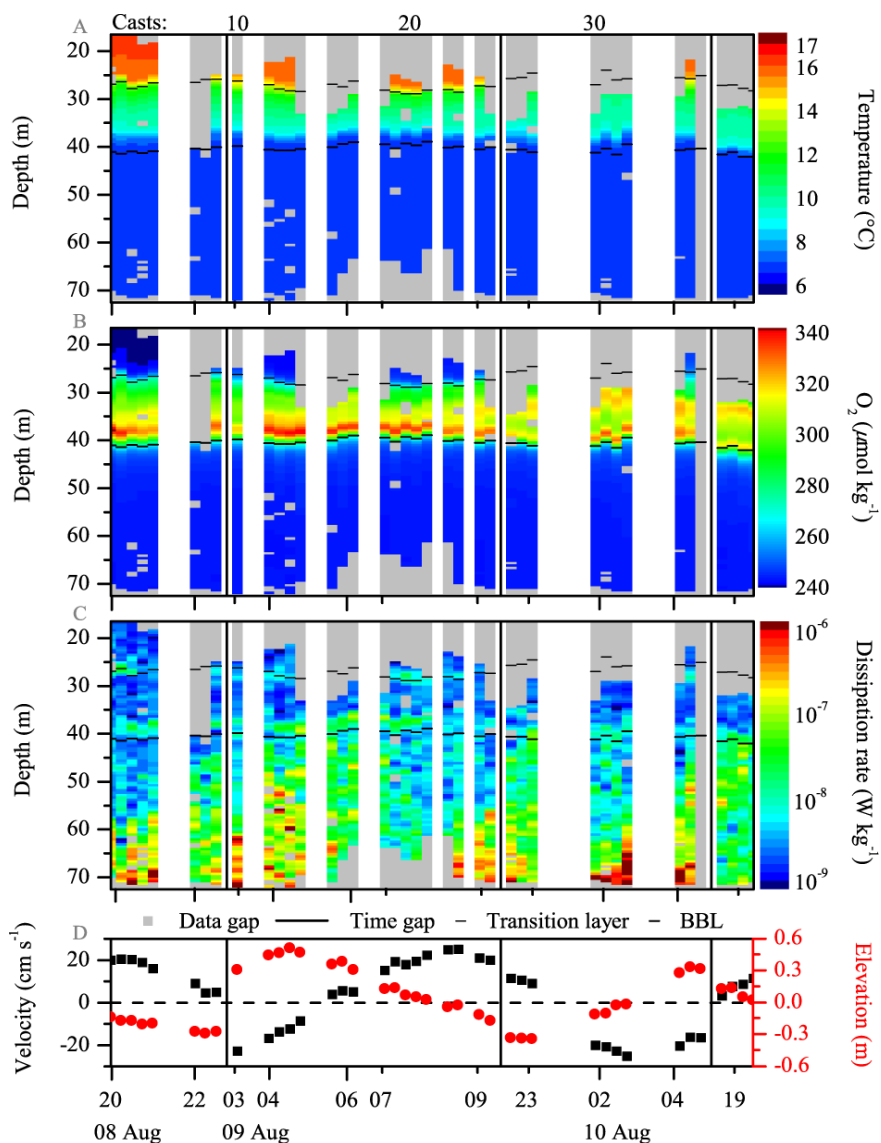 A Casts: 10 20 30
20
30
40
50
60
70
Depth (m)
17
16
14
12
10
8
6
Temperature (°C)
B
20
30
40
50
60
70
Depth (m)
340
320
300
280
260
240
O2 (μmol kg-1)
C
20
30
40
50
60
70
Depth (m)
10-6
10-7
10-8
10-9
Dissipation rate (W kg-1)
Data gap Time gap Transition layer BBL
D
20
0
-20
Velocity (cm s-1)
0.6
0.3
0.0
-0.3
-0.6
Elevation (m)
20 22 03 04 06 07 09 23 02 04 19
08 Aug 09 Aug 10 Aug